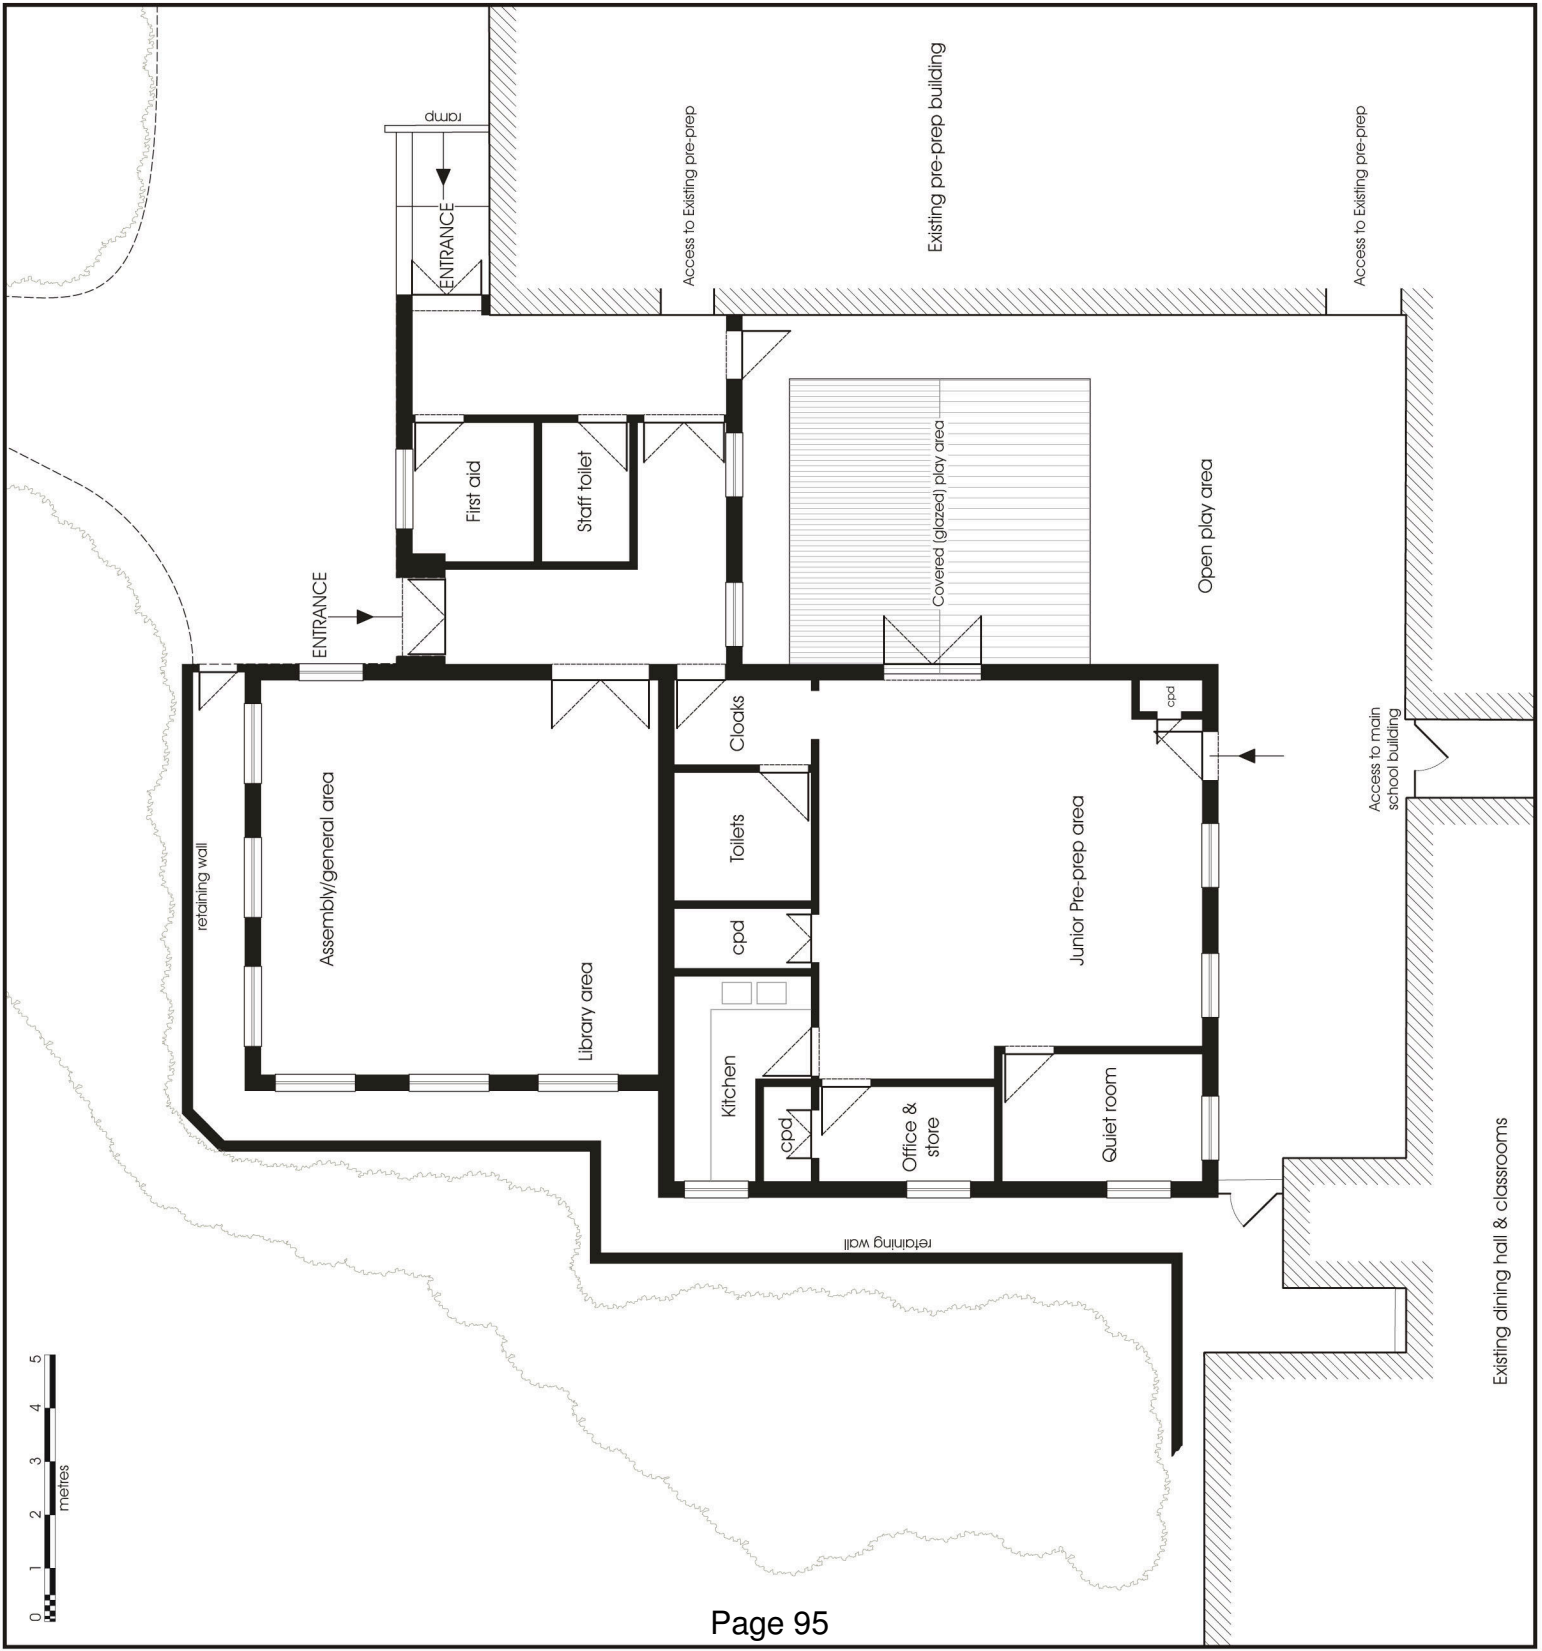 ramp
ENTRANCE
Access to Existing pre-prep
Existing pre-prep building
Access to Existing pre-prep
First aid
Staff toilet
Covered (glazed) play area
Open play area
ENTRANCE
Cloaks
cpd
Access to main
school building
retaining wall
Assembly/general area
Toilets
Junior Pre-prep area
cpd
Library area
Kitchen
cpd
Office &
store
Quiet room
retaining wall
Existing dining hall & classrooms
0 1 2 3 4 5
metres
Page 95